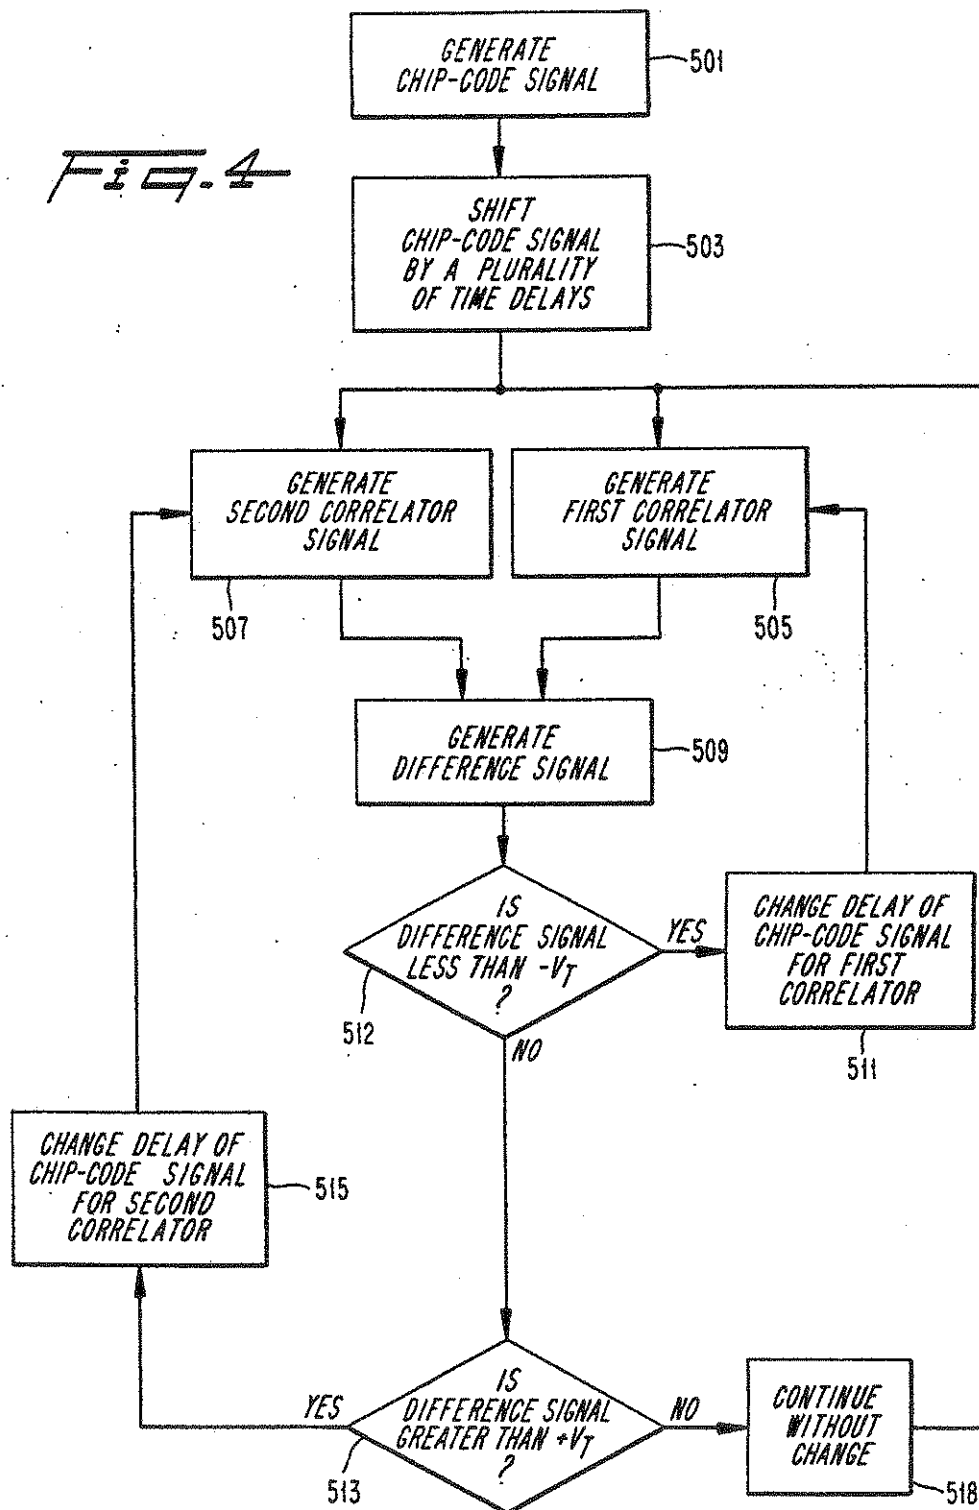 Fig. 4
GENERATE
CHIP-CODE SIGNAL
501
SHIFT
CHIP-CODE SIGNAL
BY A PLURALITY
OF TIME DELAYS
503
GENERATE
SECOND CORRELATOR
SIGNAL
507
GENERATE
FIRST CORRELATOR
SIGNAL
505
GENERATE
DIFFERENCE SIGNAL
509
IS
DIFFERENCE SIGNAL
LESS THAN -VT
?
512
YES
NO
CHANGE DELAY OF
CHIP-CODE SIGNAL
FOR FIRST
CORRELATOR
511
CHANGE DELAY OF
CHIP-CODE SIGNAL
FOR SECOND
CORRELATOR
515
IS
DIFFERENCE SIGNAL
GREATER THAN +VT
?
513
YES
NO
CONTINUE
WITHOUT
CHANGE
518